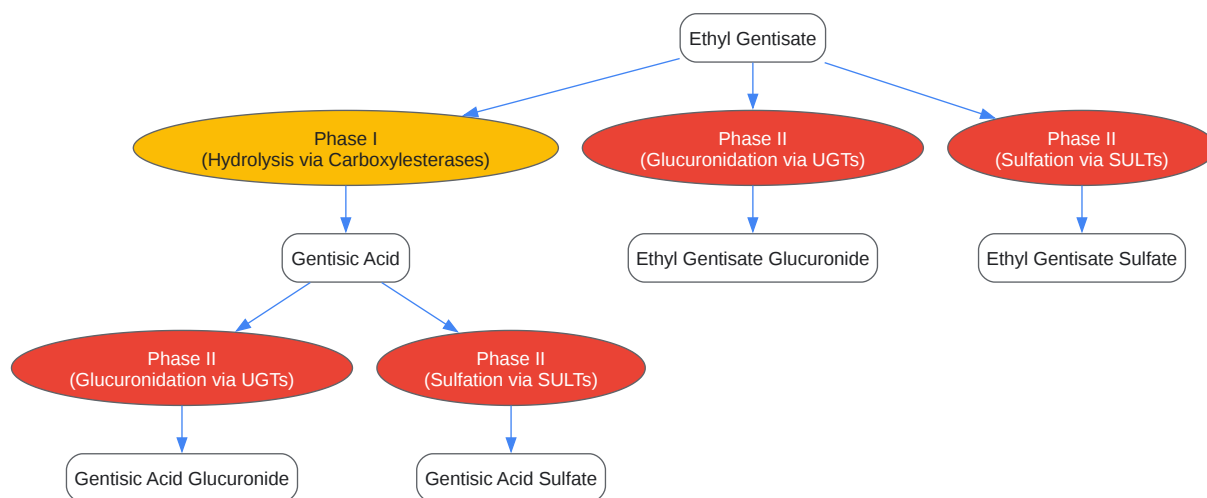 Ethyl Gentisate
Phase I
(Hydrolysis via Carboxylesterases)
Phase II
(Glucuronidation via UGTs)
Phase II
(Sulfation via SULTs)
Gentisic Acid
Ethyl Gentisate Glucuronide
Ethyl Gentisate Sulfate
Phase II
(Glucuronidation via UGTs)
Phase II
(Sulfation via SULTs)
Gentisic Acid Glucuronide
Gentisic Acid Sulfate